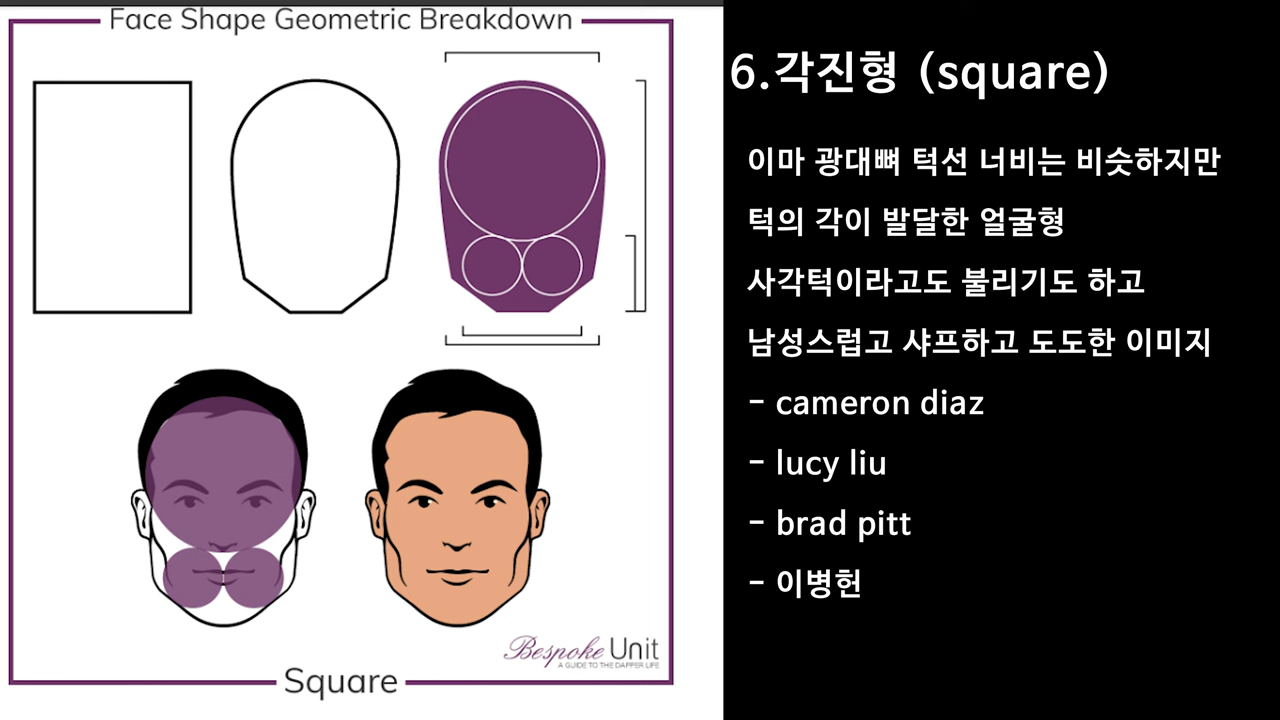 Face Shape Geometric Breakdown
Bespoke Unit
A GUIDE TO THE DAPPER LIFE
Square
6.각진형 (square)
이마 광대뼈 턱선 너비는 비슷하지만
턱의 각이 발달한 얼굴형
사각턱이라고도 불리기도 하고
남성스럽고 샤프하고 도도한 이미지
- cameron diaz
- lucy liu
- brad pitt
- 이병헌